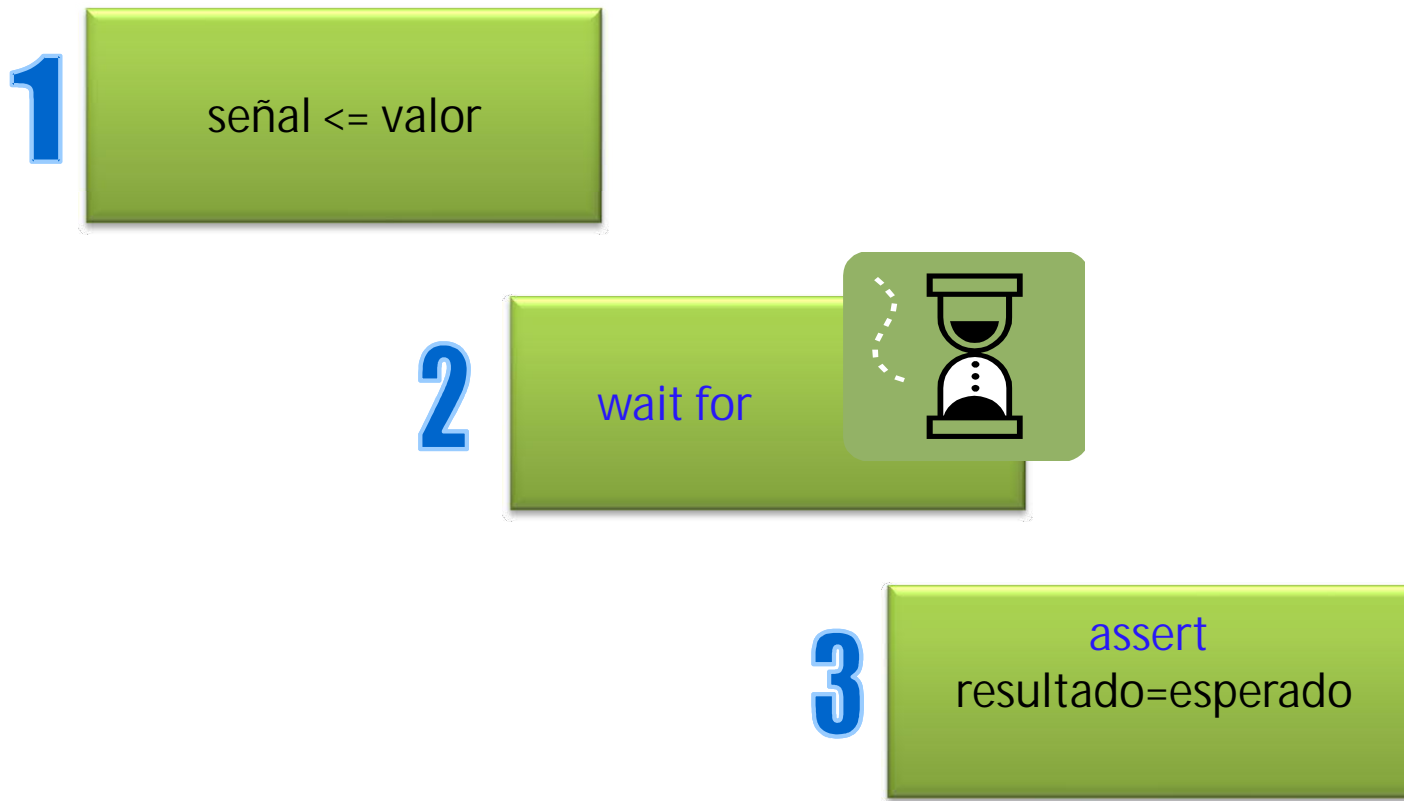 1
señal <= valor
2
wait for
3
assert
resultado=esperado